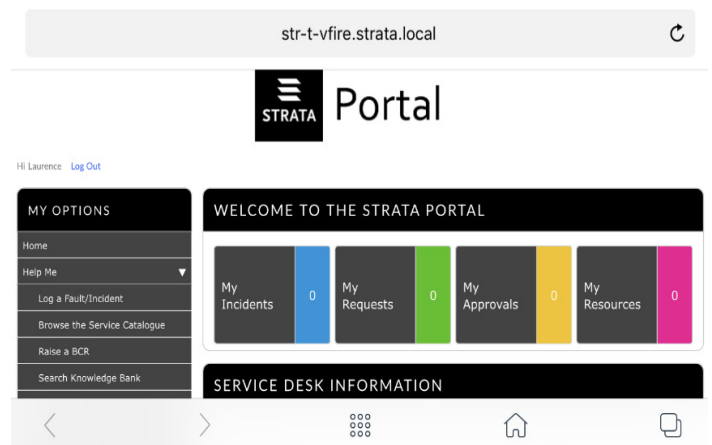 str-t-vfire.strata.local
STRATA
Portal
Hi Laurence Log Out
MY OPTIONS
Home
Help Me
Log a Fault/Incident
Browse the Service Catalogue
Raise a BCR
Search Knowledge Bank
WELCOME TO THE STRATA PORTAL
My
Incidents
0
My
Requests
0
My
Approvals
0
My
Resources
0
SERVICE DESK INFORMATION